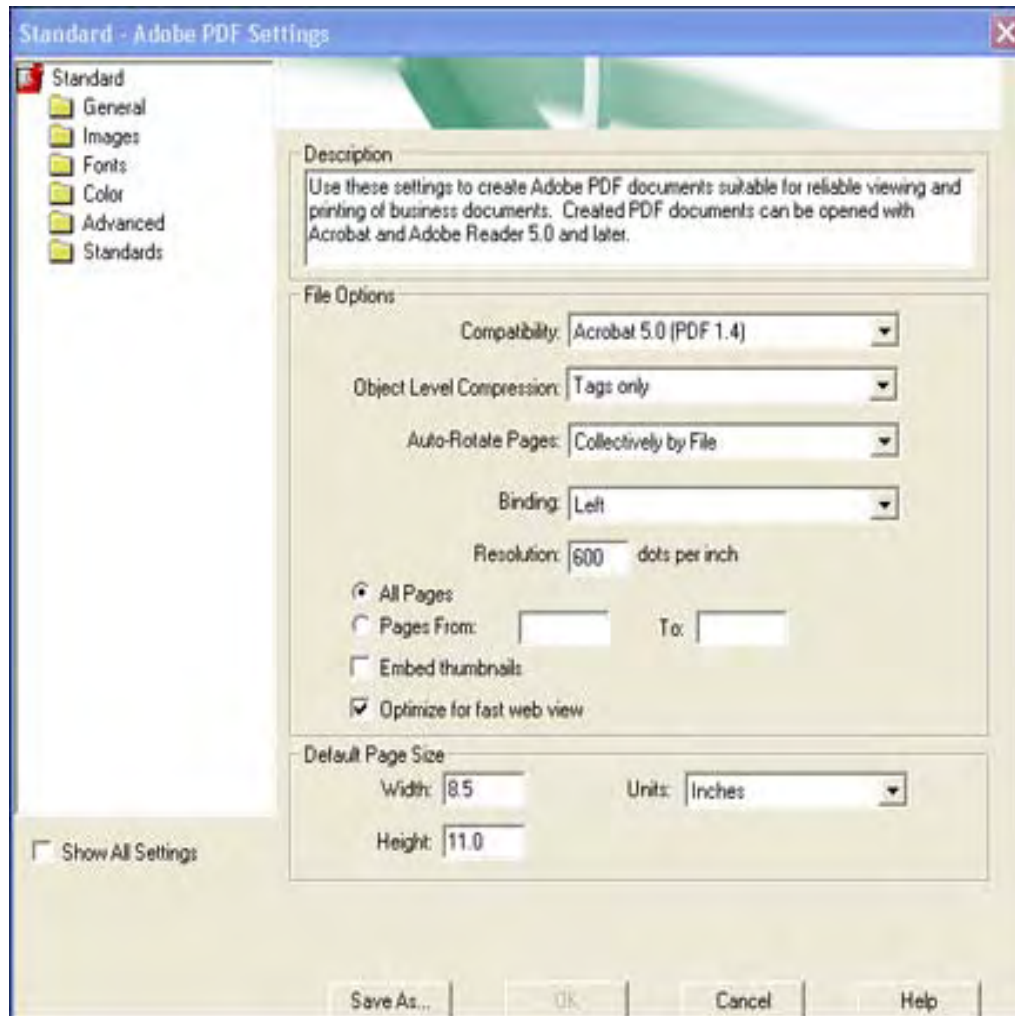 Standard - Adobe PDF Settings
Standard
General
Images
Fonts
Color
Advanced
Standards
Show All Settings
Description
Use these settings to create Adobe PDF documents suitable for reliable viewing and
printing of business documents. Created PDF documents can be opened with
Acrobat and Adobe Reader 5.0 and later.
File Options
Compatibility: Acrobat 5.0 (PDF 1.4)
Object Level Compression: Tags only
Auto-Rotate Pages: Collectively by File
Binding: Left
Resolution: 600 dots per inch
All Pages
Pages From: To:
Embed thumbnails
Optimize for fast web view
Default Page Size
Width: 8.5 Units: Inches
Height: 11.0
Save As... OK Cancel Help